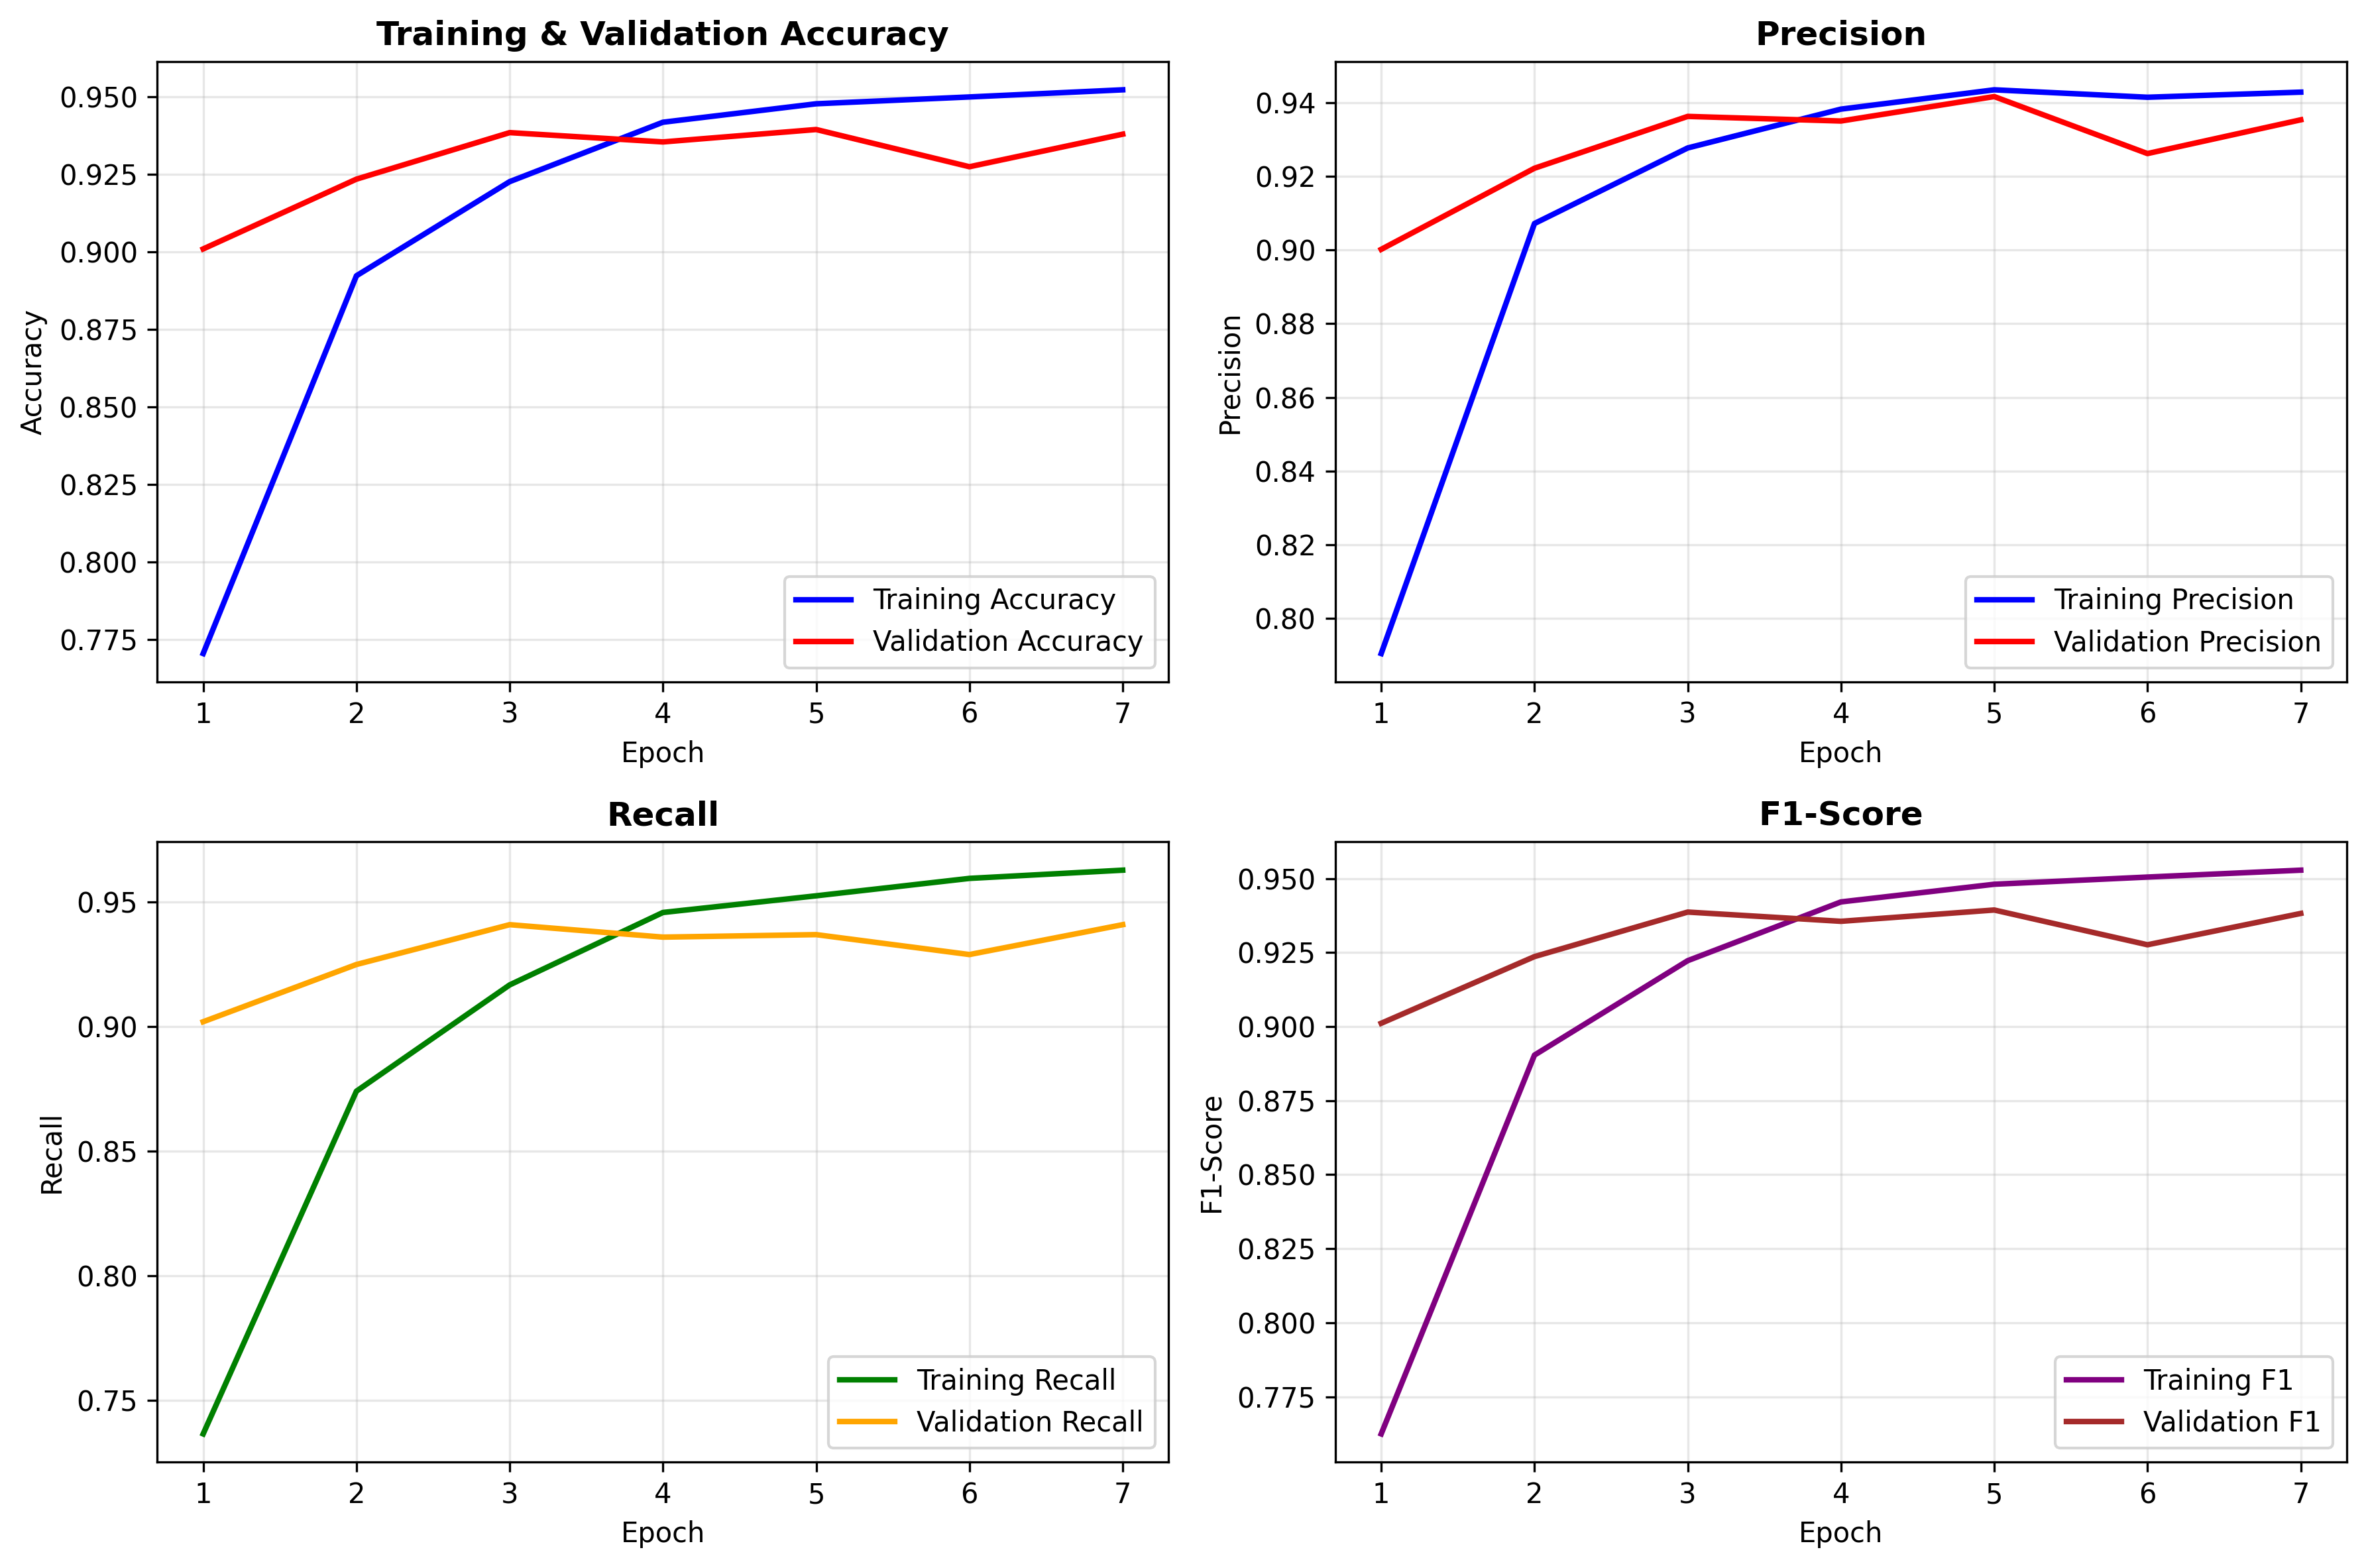 Training & Validation Accuracy
0.950
0.925
0.900
0.875
0.850
0.825
0.800
0.775
Accuracy
Training Accuracy
Validation Accuracy
1 2 3 4 5 6 7
Epoch
Precision
0.94
0.92
0.90
0.88
0.86
0.84
0.82
0.80
Precision
Training Precision
Validation Precision
1 2 3 4 5 6 7
Epoch
Recall
0.95
0.90
0.85
0.80
0.75
Recall
Training Recall
Validation Recall
1 2 3 4 5 6 7
Epoch
F1-Score
0.950
0.925
0.900
0.875
0.850
0.825
0.800
0.775
F1-Score
Training F1
Validation F1
1 2 3 4 5 6 7
Epoch